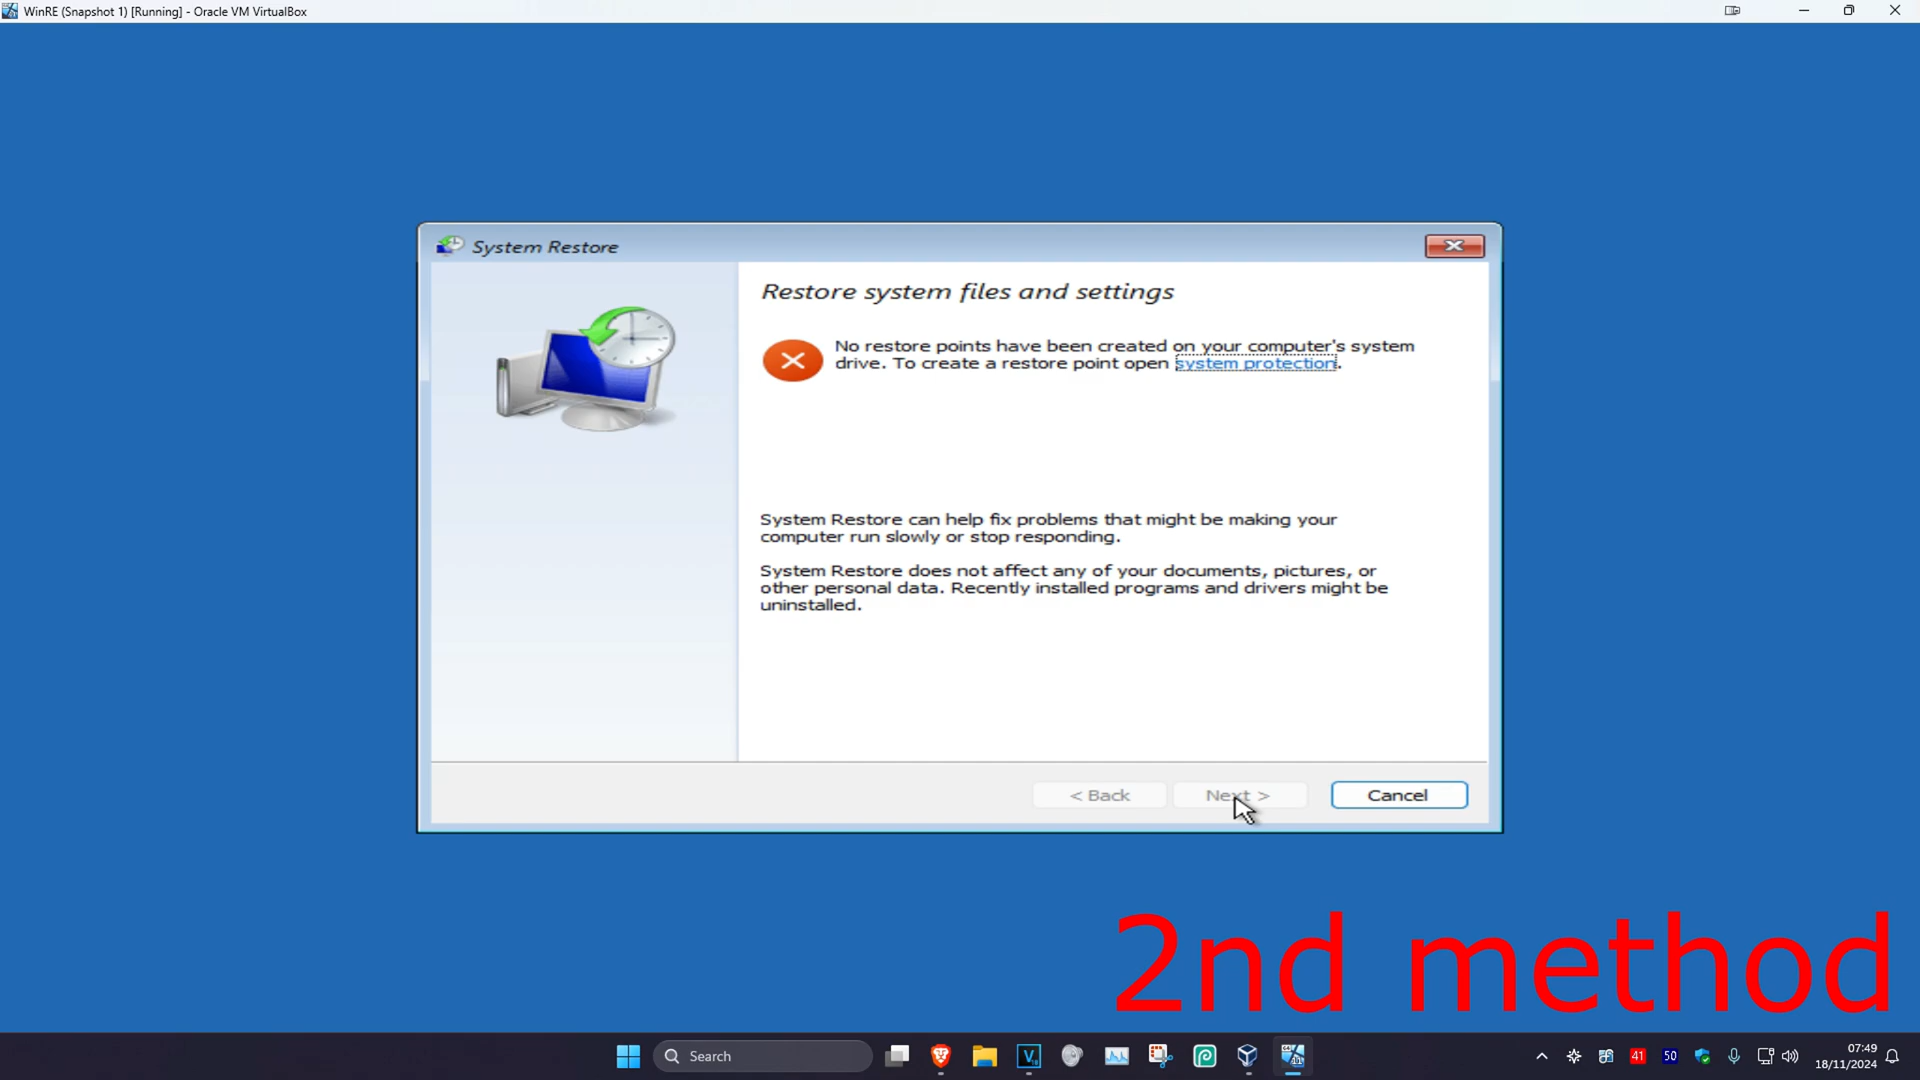 WinRE (Snapshot 1) [Running] - Oracle VM VirtualBox
System Restore
Restore system files and settings
No restore points have been created on your computer's system
drive. To create a restore point open system protection.
System Restore can help fix problems that might be making your
computer run slowly or stop responding.
System Restore does not affect any of your documents, pictures, or
other personal data. Recently installed programs and drivers might be
uninstalled.
< Back
Next >
Cancel
2nd method
Search
41
50
07:49
18/11/2024